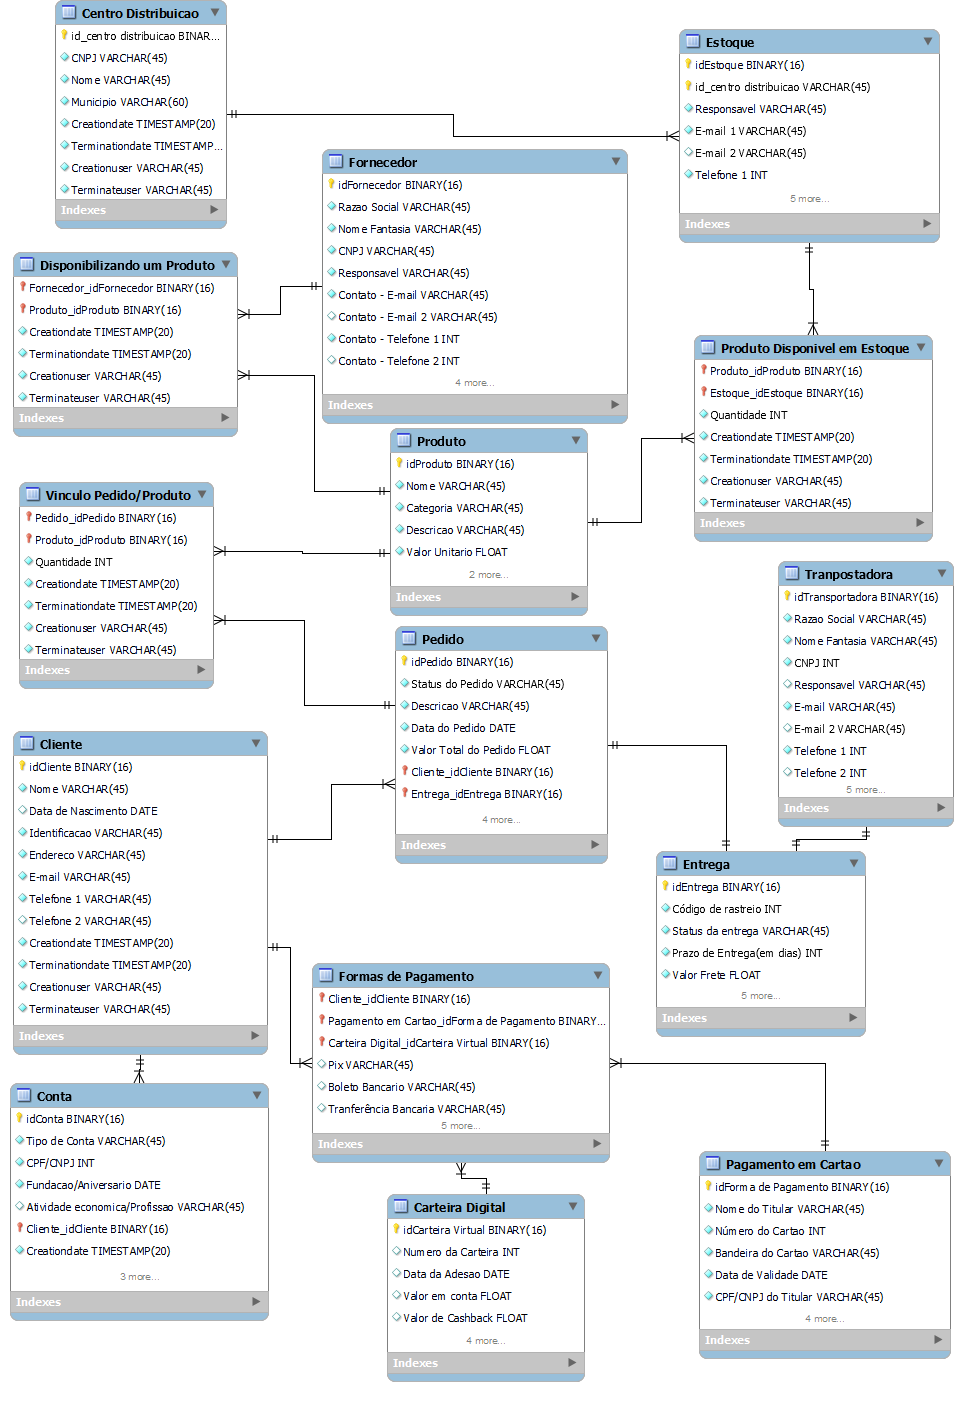 Centro Distribuicao
id_centro distribuicao BINAR...
CNPJ VARCHAR(45)
Nome VARCHAR(45)
Municipio VARCHAR(60)
Creationdate TIMESTAMP(20)
Terminationdate TIMESTAMP...
Creationuser VARCHAR(45)
Terminateuser VARCHAR(45)
Indexes
Estoque
idEstoque BINARY(16)
id_centro distribuicao VARCHAR(45)
Responsavel VARCHAR(45)
E-mail 1 VARCHAR(45)
E-mail 2 VARCHAR(45)
Telefone 1 INT
5 more...
Indexes
Fornecedor
idFornecedor BINARY(16)
Razao Social VARCHAR(45)
Nome Fantasia VARCHAR(45)
CNPJ VARCHAR(45)
Responsavel VARCHAR(45)
Contato - E-mail VARCHAR(45)
Contato - E-mail 2 VARCHAR(45)
Contato - Telefone 1 INT
Contato - Telefone 2 INT
4 more...
Indexes
Disponibilizando um Produto
Fornecedor_idFornecedor BINARY(16)
Produto_idProduto BINARY(16)
Creationdate TIMESTAMP(20)
Terminationdate TIMESTAMP(20)
Creationuser VARCHAR(45)
Terminateuser VARCHAR(45)
Indexes
Produto Disponivel em Estoque
Produto_idProduto BINARY(16)
Estoque_idEstoque BINARY(16)
Quantidade INT
Creationdate TIMESTAMP(20)
Terminationdate TIMESTAMP(20)
Creationuser VARCHAR(45)
Terminateuser VARCHAR(45)
Indexes
Produto
idProduto BINARY(16)
Nome VARCHAR(45)
Categoria VARCHAR(45)
Descricao VARCHAR(45)
Valor Unitario FLOAT
2 more...
Indexes
Vinculo Pedido/Produto
Pedido_idPedido BINARY(16)
Produto_idProduto BINARY(16)
Quantidade INT
Creationdate TIMESTAMP(20)
Terminationdate TIMESTAMP(20)
Creationuser VARCHAR(45)
Terminateuser VARCHAR(45)
Indexes
Tranpostadora
idTransportadora BINARY(16)
Razao Social VARCHAR(45)
Nome Fantasia VARCHAR(45)
CNPJ INT
Responsavel VARCHAR(45)
E-mail VARCHAR(45)
E-mail 2 VARCHAR(45)
Telefone 1 INT
Telefone 2 INT
5 more...
Indexes
Pedido
idPedido BINARY(16)
Status do Pedido VARCHAR(45)
Descricao VARCHAR(45)
Data do Pedido DATE
Valor Total do Pedido FLOAT
Cliente_idCliente BINARY(16)
Entrega_idEntrega BINARY(16)
4 more...
Indexes
Cliente
idCliente BINARY(16)
Nome VARCHAR(45)
Data de Nascimento DATE
Identificacao VARCHAR(45)
Endereco VARCHAR(45)
E-mail VARCHAR(45)
Telefone 1 VARCHAR(45)
Telefone 2 VARCHAR(45)
Creationdate TIMESTAMP(20)
Terminationdate TIMESTAMP(20)
Creationuser VARCHAR(45)
Terminateuser VARCHAR(45)
Indexes
Entrega
idEntrega BINARY(16)
Código de rastreio INT
Status da entrega VARCHAR(45)
Prazo de Entrega(em dias) INT
Valor Frete FLOAT
5 more...
Indexes
Formas de Pagamento
Cliente_idCliente BINARY(16)
Pagamento em Cartao_idForma de Pagamento BINARY...
Carteira Digital_idCarteira Virtual BINARY(16)
Pix VARCHAR(45)
Boleto Bancario VARCHAR(45)
Tranferência Bancaria VARCHAR(45)
5 more...
Indexes
Conta
idConta BINARY(16)
Tipo de Conta VARCHAR(45)
CPF/CNPJ INT
Fundacao/Aniversario DATE
Atividade economica/Profissao VARCHAR(45)
Cliente_idCliente BINARY(16)
Creationdate TIMESTAMP(20)
3 more...
Indexes
Pagamento em Cartao
idForma de Pagamento BINARY(16)
Nome do Titular VARCHAR(45)
Número do Cartao INT
Bandeira do Cartao VARCHAR(45)
Data de Validade DATE
CPF/CNPJ do Titular VARCHAR(45)
4 more...
Indexes
Carteira Digital
idCarteira Virtual BINARY(16)
Numero da Carteira INT
Data da Adesao DATE
Valor em conta FLOAT
Valor de Cashback FLOAT
4 more...
Indexes